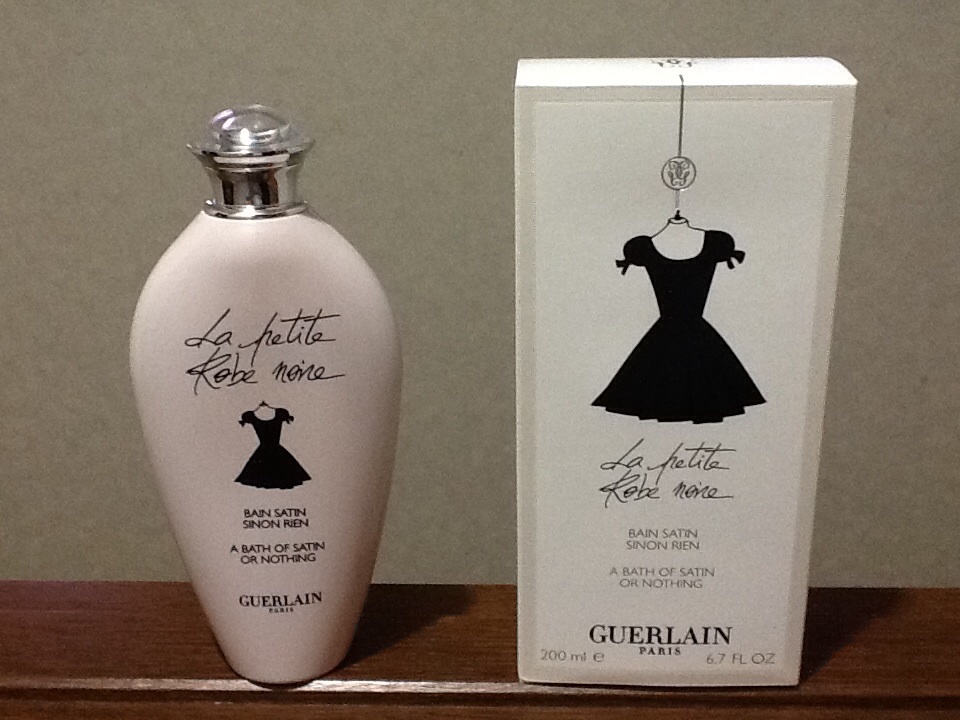 La petite
Robe noire
BAIN SATIN
SINON RIEN
A BATH OF SATIN
OR NOTHING
GUERLAIN
PARIS
La petite
Robe noire
BAIN SATIN
SINON RIEN
A BATH OF SATIN
OR NOTHING
GUERLAIN
PARIS
200 ml e 6.7 FL OZ